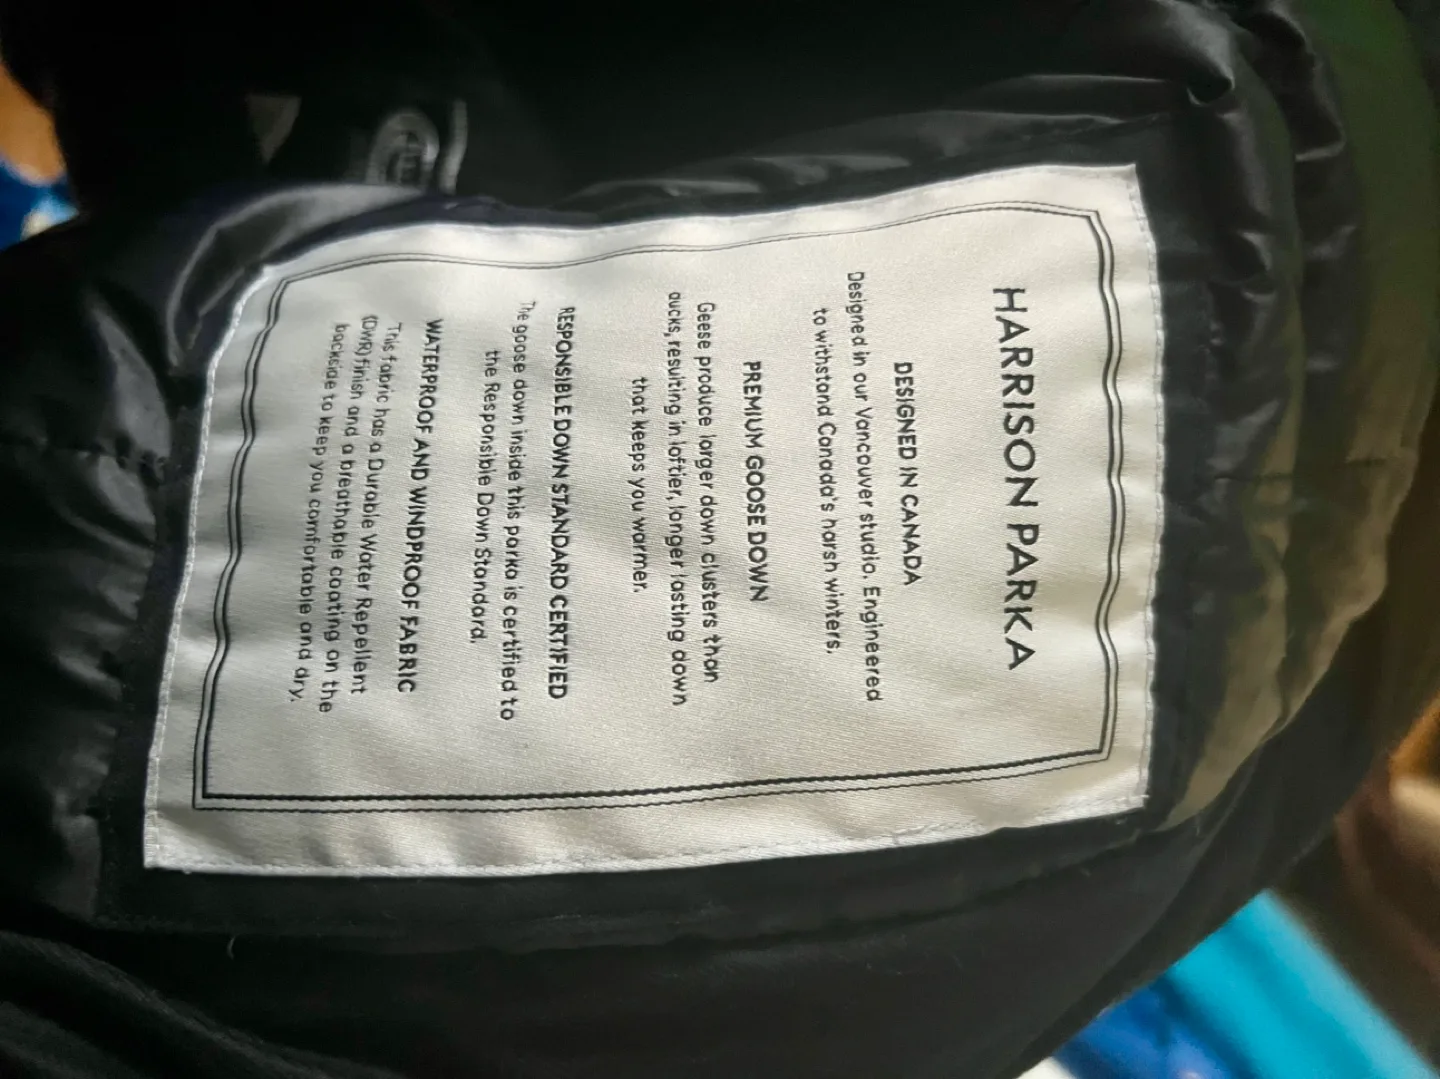 HARRISON PARKA
DESIGNED IN CANADA
Designed in our Vancouver studio. Engineered
to withstand Canada's harsh winters.
PREMIUM GOOSE DOWN
Geese produce larger down clusters than
ducks, resulting in loftier, longer lasting down
that keeps you warmer.
RESPONSIBLE DOWN STANDARD CERTIFIED
The goose down inside this parka is certified to
the Responsible Down Standard.
WATERPROOF AND WINDPROOF FABRIC
This fabric has a Durable Water Repellent
(DWR) finish and a breathable coating on the
backside to keep you comfortable and dry.